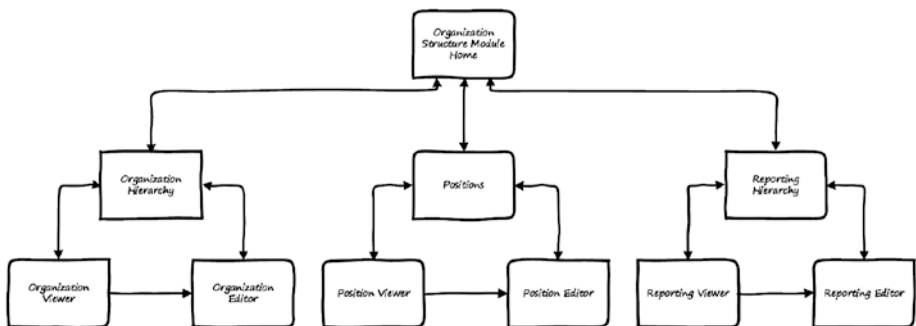 Organization
Structure Module
Home
Organization
Hierarchy
Positions
Reporting
Hierarchy
Organization
Viewer
Organization
Editor
Position Viewer
Position Editor
Reporting Viewer
Reporting Editor